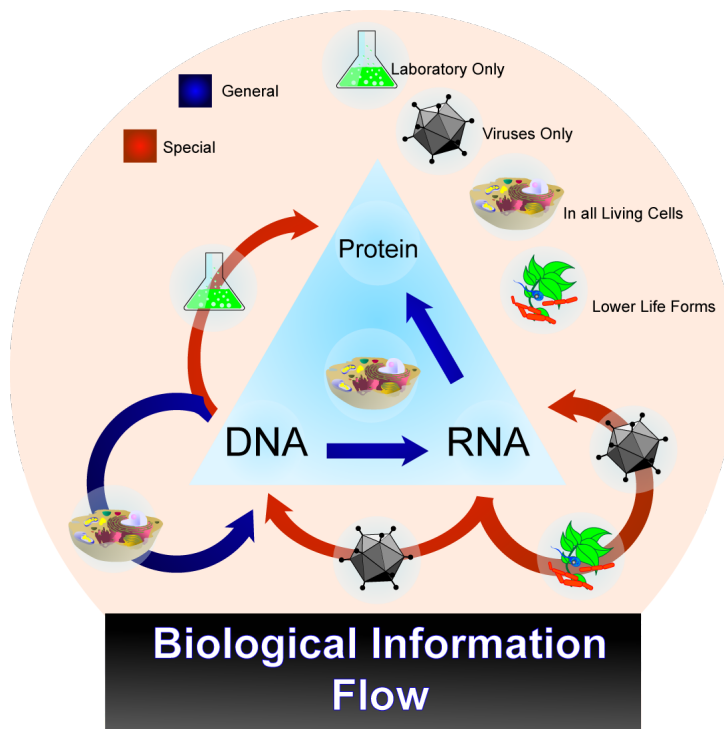 Laboratory Only
General
Viruses Only
Special
In all Living Cells
Protein
Lower Life Forms
DNA
RNA
Biological Information
Flow